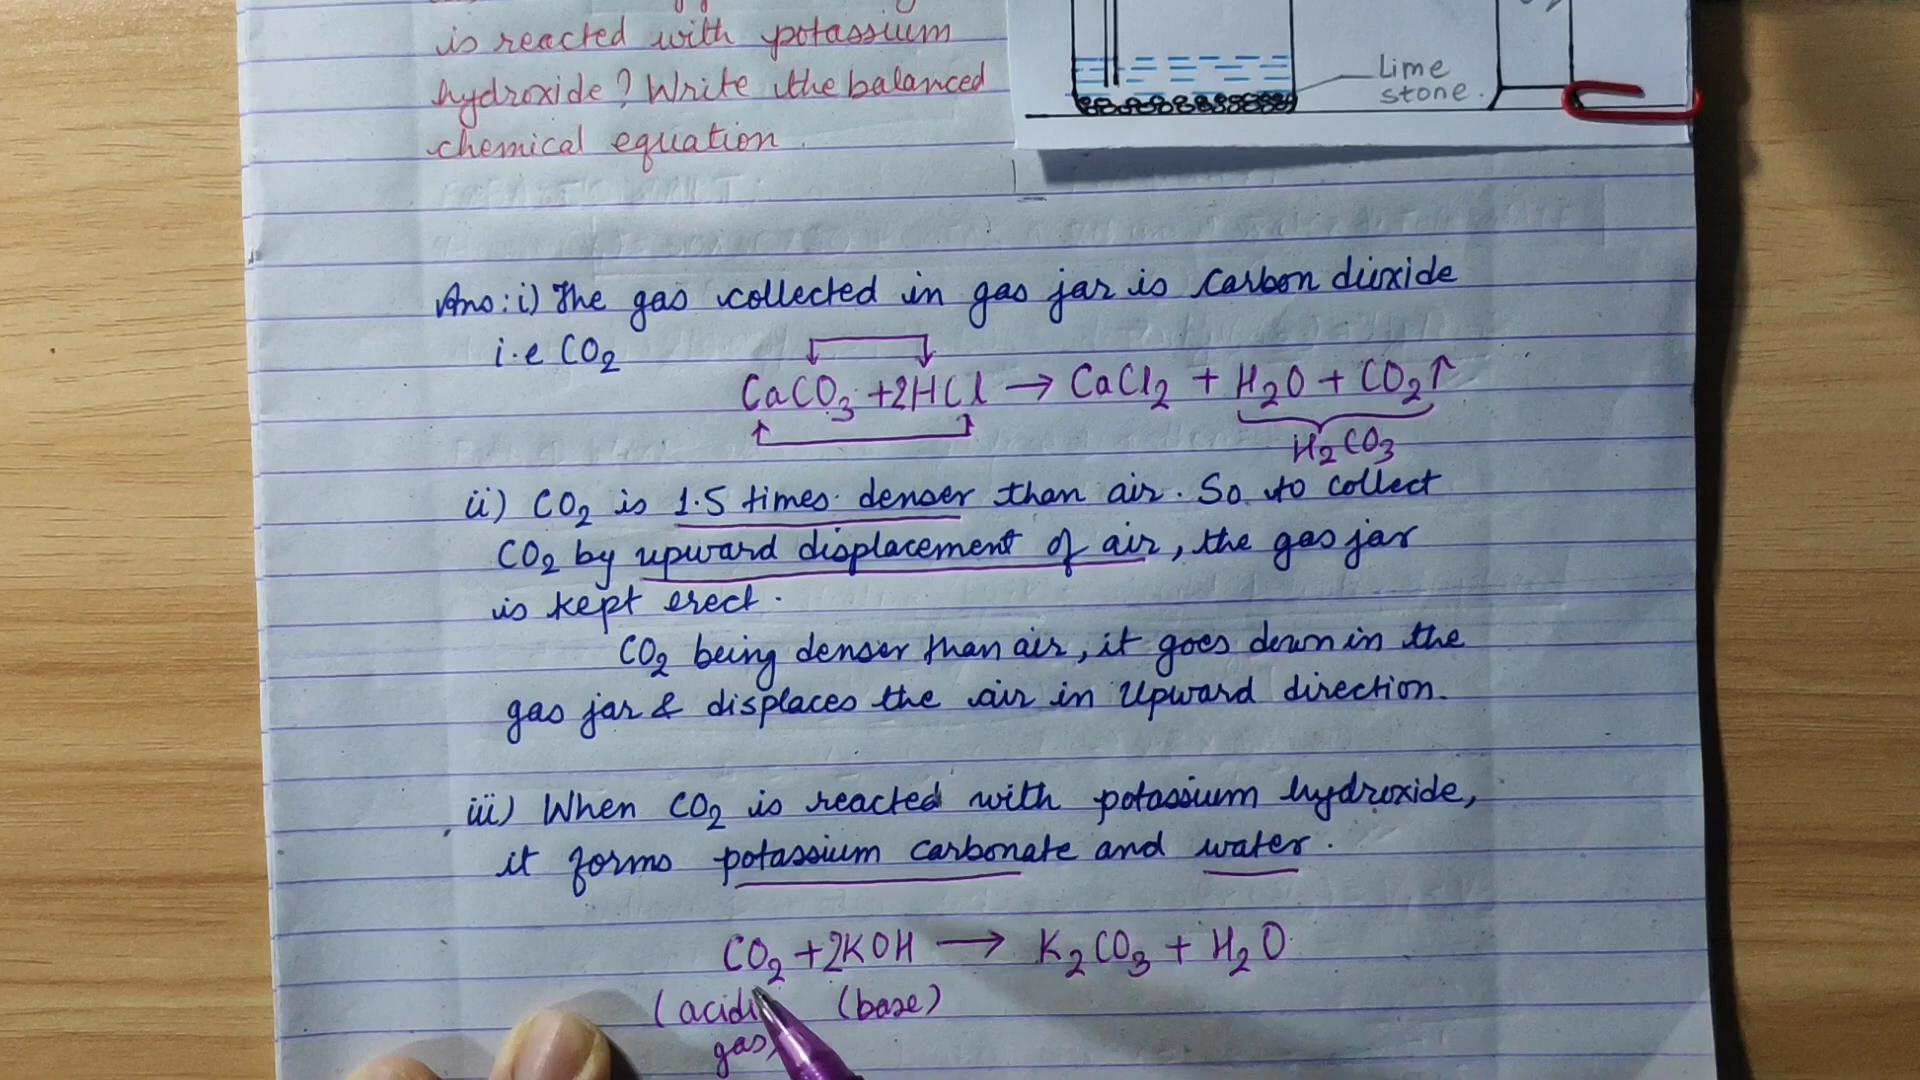 is reacted with potassium
hydroxide? Write the balanced
chemical equation.
Lime
stone.
Ans: i) The gas collected in gas jar is carbon dioxide
i.e CO2
CaCO3 + 2HCl → CaCl2 + H2O + CO2↑
H2CO3
ii) CO2 is 1.5 times denser than air. So to collect
CO2 by upward displacement of air, the gas jar
is kept erect.
CO2 being denser than air, it goes down in the
gas jar & displaces the air in Upward direction.
iii) When CO2 is reacted with potassium hydroxide,
it forms potassium carbonate and water.
CO2 + 2KOH → K2CO3 + H2O
(base)
gas)